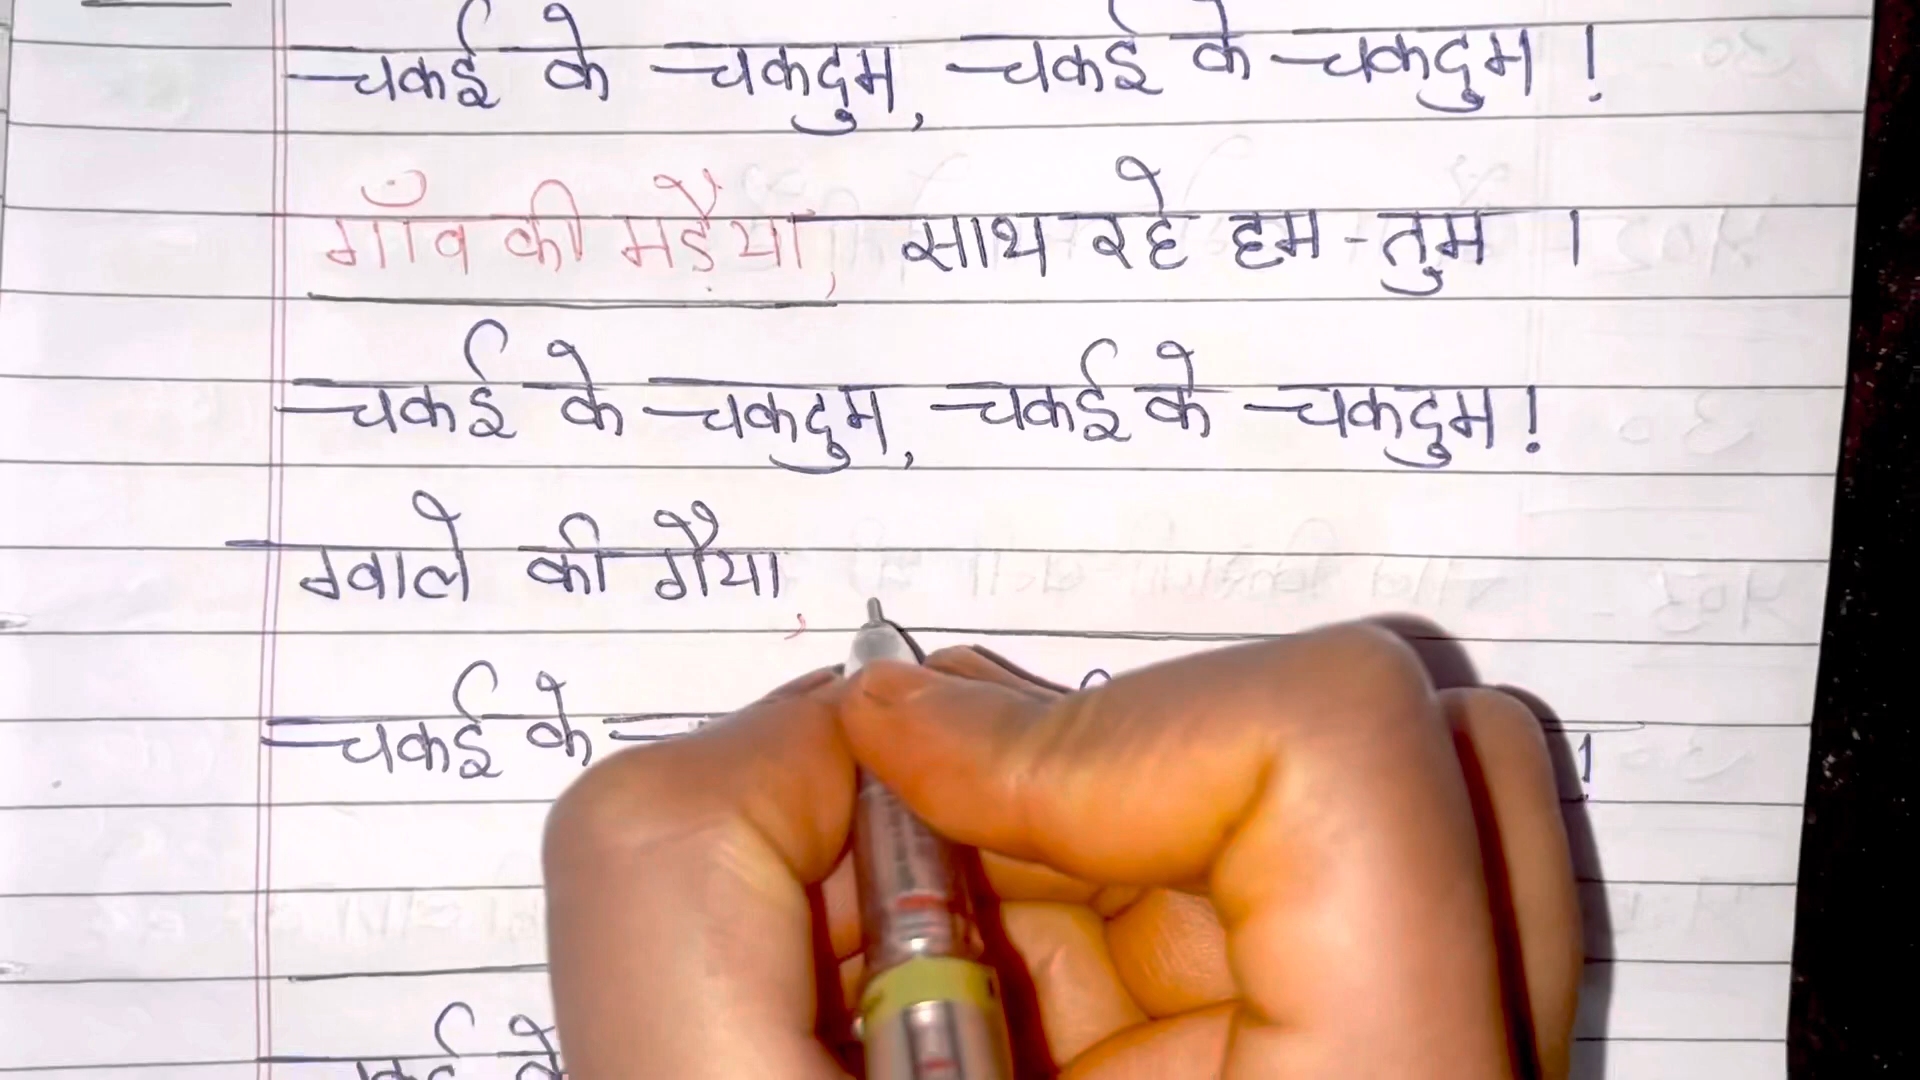 चकई के चकदुम, चकई के चकदुम !
गाँव की मड़ैया, साथ रहे हम - तुम ।
चकई के चकदुम, चकई के चकदुम !
ग्वाले की गैया,
चकई के